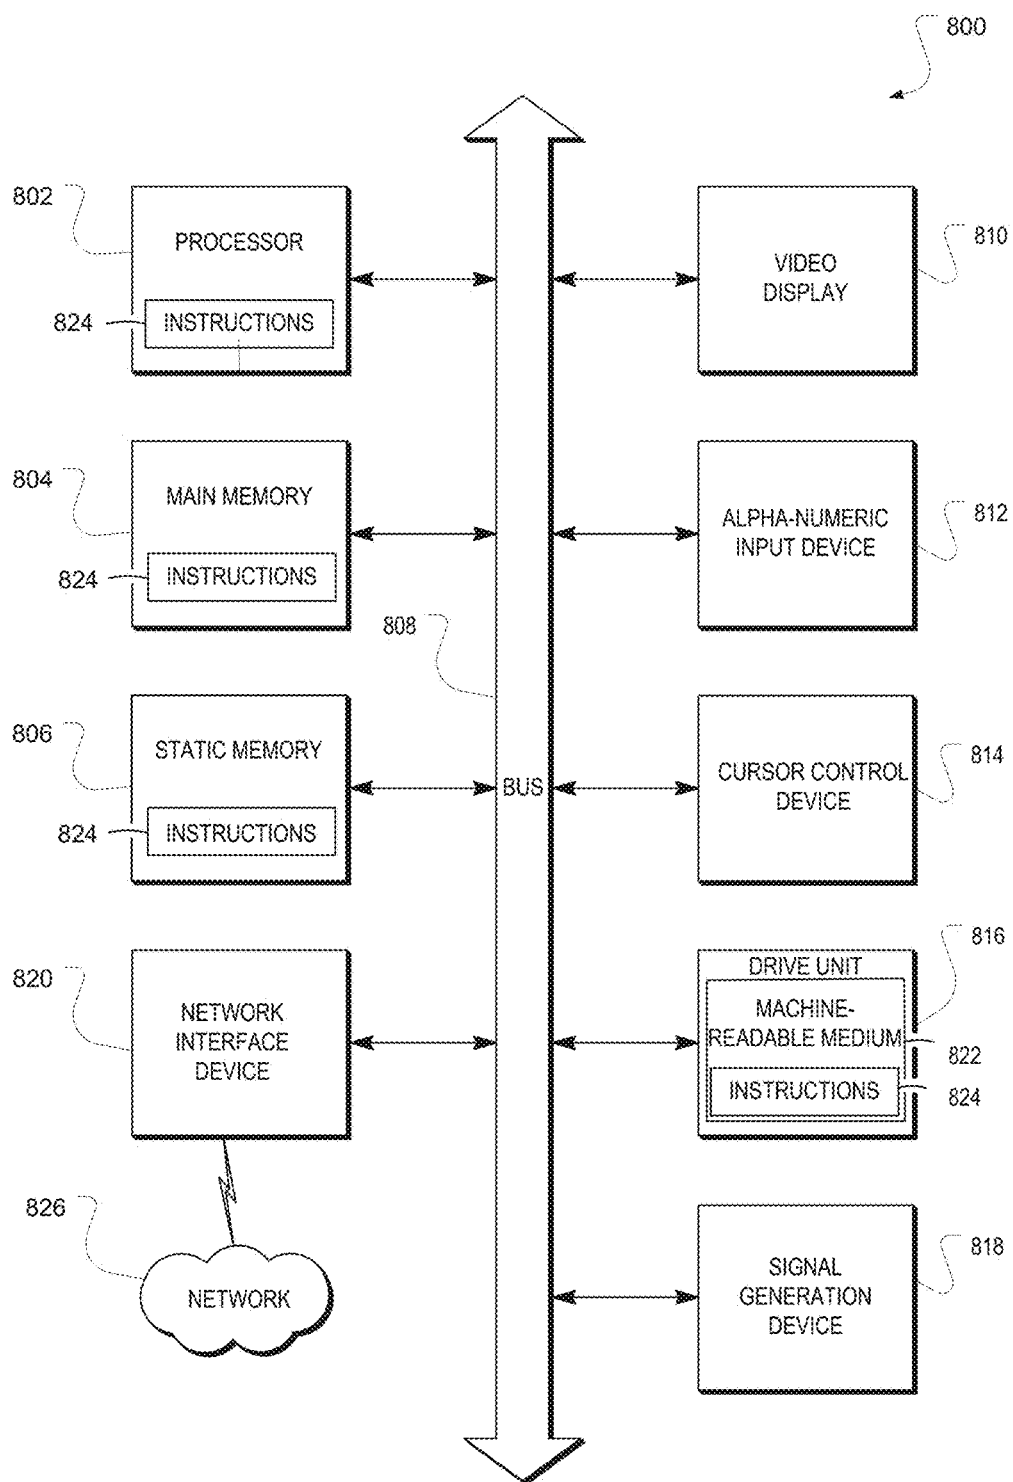 800
802
PROCESSOR
824
INSTRUCTIONS
804
MAIN MEMORY
824
INSTRUCTIONS
806
STATIC MEMORY
824
INSTRUCTIONS
820
NETWORK
INTERFACE
DEVICE
826
NETWORK
808
BUS
810
VIDEO
DISPLAY
812
ALPHA-NUMERIC
INPUT DEVICE
814
CURSOR CONTROL
DEVICE
816
DRIVE UNIT
MACHINE-
READABLE MEDIUM
822
INSTRUCTIONS
824
818
SIGNAL
GENERATION
DEVICE